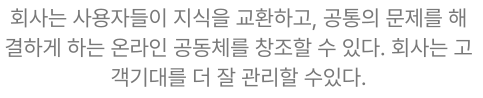 회사는 사용자들이 지식을 교환하고, 공통의 문제를 해
결하게 하는 온라인 공동체를 창조할 수 있다. 회사는 고
객기대를 더 잘 관리할 수있다.